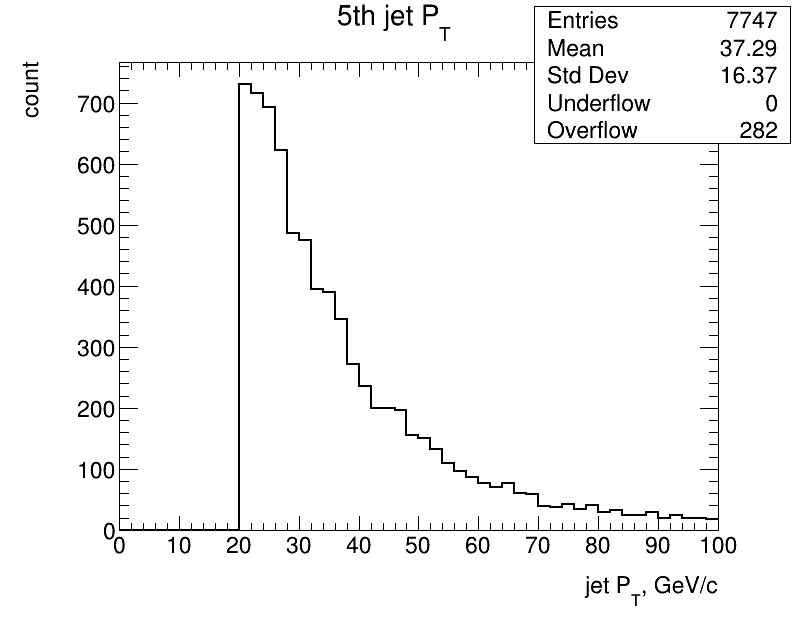 5th jet P_T
Entries 7747
Mean 37.29
Std Dev 16.37
Underflow 0
Overflow 282
count
700
600
500
400
300
200
100
0
0 10 20 30 40 50 60 70 80 90 100
jet P_T, GeV/c